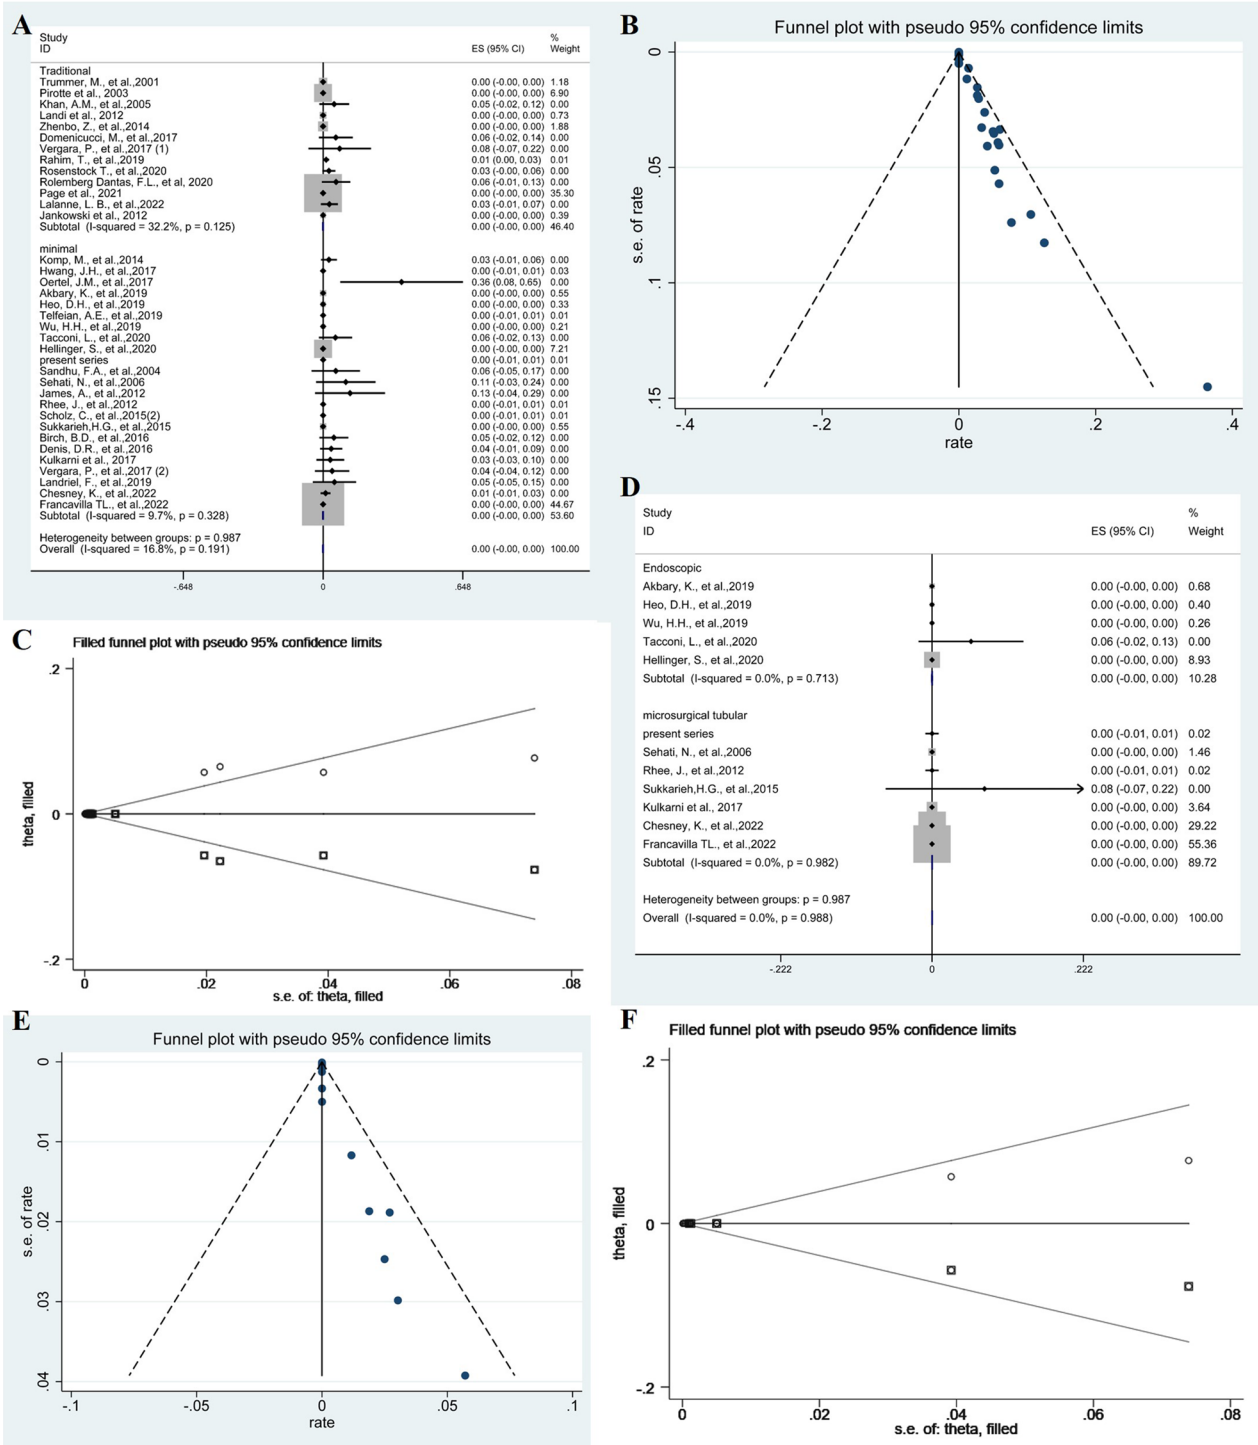 A
Study
ID
ES (95% CI)
%
Weight
Traditional
Trummer, M., et al.,2001 0.00 (-0.00, 0.00) 1.18
Pirotte et al., 2003 0.00 (-0.00, 0.00) 6.90
Khan, A.M., et al.,2005 0.05 (-0.02, 0.12) 0.00
Landi et al., 2012 0.00 (-0.00, 0.00) 0.73
Zhenbo, Z., et al.,2014 0.00 (-0.00, 0.00) 1.88
Domenicucci, M., et al.,2017 0.06 (-0.02, 0.14) 0.00
Vergara, P., et al.,2017 (1) 0.08 (-0.07, 0.22) 0.00
Rahim, T., et al.,2019 0.01 (0.00, 0.03) 0.01
Rosenstock T., et al.,2020 0.03 (-0.00, 0.06) 0.00
Rolemberg Dantas, F.L., et al, 2020 0.06 (-0.01, 0.13) 0.00
Page et al., 2021 0.00 (-0.00, 0.00) 35.30
Lalanne, L. B., et al.,2022 0.03 (-0.01, 0.07) 0.00
Jankowski et al., 2012 0.00 (-0.00, 0.00) 0.39
Subtotal (I-squared = 32.2%, p = 0.125) 0.00 (-0.00, 0.00) 46.40
minimal
Komp, M., et al.,2014 0.03 (-0.01, 0.06) 0.00
Hwang, J.H., et al.,2017 0.00 (-0.01, 0.01) 0.03
Oertel, J.M., et al.,2017 0.36 (0.08, 0.65) 0.00
Akbary, K., et al.,2019 0.00 (-0.00, 0.00) 0.55
Heo, D.H., et al.,2019 0.00 (-0.00, 0.00) 0.33
Telfeian, A.E., et al.,2019 0.00 (-0.01, 0.01) 0.01
Wu, H.H., et al.,2019 0.00 (-0.00, 0.00) 0.21
Tacconi, L., et al.,2020 0.06 (-0.02, 0.13) 0.00
Hellinger, S., et al.,2020 0.00 (-0.00, 0.00) 7.21
present series 0.00 (-0.01, 0.01) 0.01
Sandhu, F.A., et al.,2004 0.06 (-0.05, 0.17) 0.00
Sehati, N., et al.,2006 0.11 (-0.03, 0.24) 0.00
James, A., et al.,2012 0.13 (-0.04, 0.29) 0.00
Rhee, J., et al.,2012 0.00 (-0.01, 0.01) 0.01
Scholz, C., et al.,2015(2) 0.00 (-0.01, 0.01) 0.01
Sukkarieh,H.G., et al.,2015 0.00 (-0.00, 0.00) 0.55
Birch, B.D., et al.,2016 0.05 (-0.02, 0.12) 0.00
Denis, D.R., et al.,2016 0.04 (-0.01, 0.09) 0.00
Kulkarni et al., 2017 0.03 (-0.03, 0.10) 0.00
Vergara, P., et al.,2017 (2) 0.04 (-0.04, 0.12) 0.00
Landriel, F., et al.,2019 0.05 (-0.05, 0.15) 0.00
Chesney, K., et al.,2022 0.01 (-0.01, 0.03) 0.00
Francavilla TL., et al.,2022 0.00 (-0.00, 0.00) 44.67
Subtotal (I-squared = 9.7%, p = 0.328) 0.00 (-0.00, 0.00) 53.60
Heterogeneity between groups: p = 0.987
Overall (I-squared = 16.8%, p = 0.191) 0.00 (-0.00, 0.00) 100.00
-.648 0 .648
B
Funnel plot with pseudo 95% confidence limits
s.e. of rate
0
.05
.1
.15
-.4 -.2 0 .2 .4
rate
C
Filled funnel plot with pseudo 95% confidence limits
theta, filled
.2
0
-.2
0 .02 .04 .06 .08
s.e. of: theta, filled
D
Study
ID
ES (95% CI)
%
Weight
Endoscopic
Akbary, K., et al.,2019 0.00 (-0.00, 0.00) 0.68
Heo, D.H., et al.,2019 0.00 (-0.00, 0.00) 0.40
Wu, H.H., et al.,2019 0.00 (-0.00, 0.00) 0.26
Tacconi, L., et al.,2020 0.06 (-0.02, 0.13) 0.00
Hellinger, S., et al.,2020 0.00 (-0.00, 0.00) 8.93
Subtotal (I-squared = 0.0%, p = 0.713) 0.00 (-0.00, 0.00) 10.28
microsurgical tubular
present series 0.00 (-0.01, 0.01) 0.02
Sehati, N., et al.,2006 0.00 (-0.00, 0.00) 1.46
Rhee, J., et al.,2012 0.00 (-0.01, 0.01) 0.02
Sukkarieh,H.G., et al.,2015 0.08 (-0.07, 0.22) 0.00
Kulkarni et al., 2017 0.00 (-0.00, 0.00) 3.64
Chesney, K., et al.,2022 0.00 (-0.00, 0.00) 29.22
Francavilla TL., et al.,2022 0.00 (-0.00, 0.00) 55.36
Subtotal (I-squared = 0.0%, p = 0.982) 0.00 (-0.00, 0.00) 89.72
Heterogeneity between groups: p = 0.987
Overall (I-squared = 0.0%, p = 0.988) 0.00 (-0.00, 0.00) 100.00
-.222 0 .222
E
Funnel plot with pseudo 95% confidence limits
s.e. of rate
0
.01
.02
.03
.04
-.1 -.05 0 .05 .1
rate
F
Filled funnel plot with pseudo 95% confidence limits
theta, filled
.2
0
-.2
0 .02 .04 .06 .08
s.e. of: theta, filled